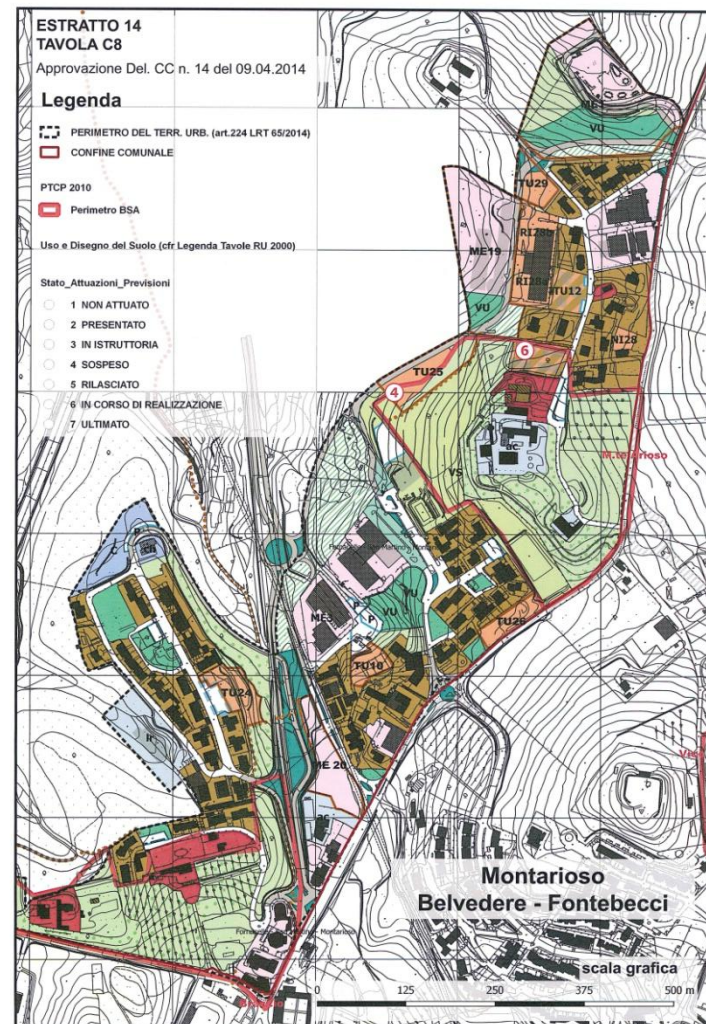 ESTRATTO 14
TAVOLA C8
Approvazione Del. CC n. 14 del 09.04.2014
Legenda
PERIMETRO DEL TERR. URB. (art.224 LRT 65/2014)
CONFINE COMUNALE
PTCP 2010
Perimetro BSA
Uso e Disegno del Suolo (cfr Legenda Tavole RU 2000)
Stato_Attuazioni_Previsioni
1 NON ATTUATO
2 PRESENTATO
3 IN ISTRUTTORIA
4 SOSPESO
5 RILASCIATO
6 IN CORSO DI REALIZZAZIONE
7 ULTIMATO
VU
TU29
RI28b
ME19
RI28a
TU12
VU
NI28
6
TU25
4
VS
M.te Arioso
ME3
VU
VU
P
P
TU26
TU10
TU24
ME 20
Montarioso
Belvedere - Fontebecci
scala grafica
0 125 250 375 500 m